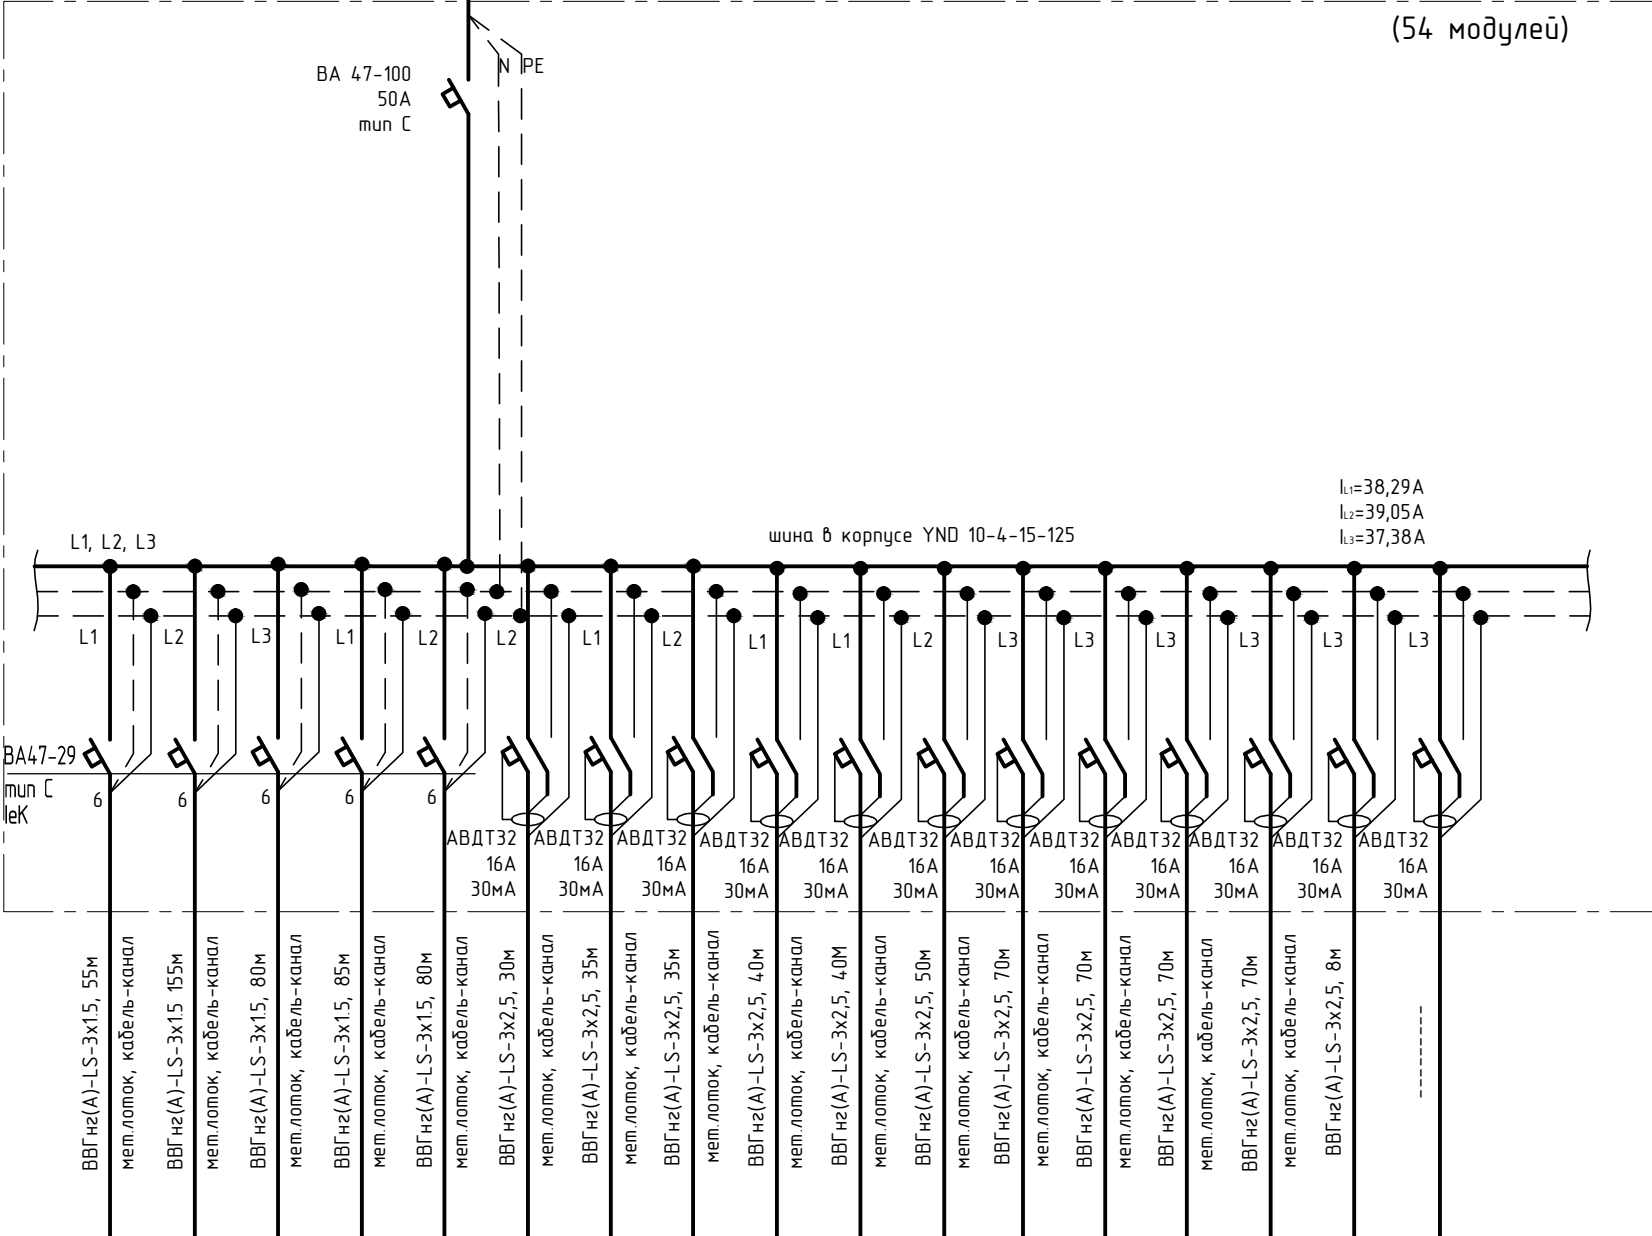 (54 модулей)
ВА 47-100
50А
тип С
N
PE
IL1=38,29А
IL2=39,05А
IL3=37,38А
L1, L2, L3
шина в корпусе YND 10-4-15-125
L1
L2
L3
L1
L2
L2
L1
L2
L1
L1
L2
L3
L3
L3
L3
L3
L3
ВА47-29
тип С
IeK
6
6
6
6
6
АВДТ32
16А
30мА
АВДТ32
16А
30мА
АВДТ32
16А
30мА
АВДТ32
16А
30мА
АВДТ32
16А
30мА
АВДТ32
16А
30мА
АВДТ32
16А
30мА
АВДТ32
16А
30мА
АВДТ32
16А
30мА
АВДТ32
16А
30мА
АВДТ32
16А
30мА
АВДТ32
16А
30мА
ВВГнг(А)-LS-3х1.5, 55м
мет.лоток, кабель-канал
ВВГнг(А)-LS-3х1.5 155м
мет.лоток, кабель-канал
ВВГнг(А)-LS-3х1.5, 80м
мет.лоток, кабель-канал
ВВГнг(А)-LS-3х1.5, 85м
мет.лоток, кабель-канал
ВВГнг(А)-LS-3х1.5, 80м
мет.лоток, кабель-канал
ВВГнг(А)-LS-3х2,5, 30м
мет.лоток, кабель-канал
ВВГнг(А)-LS-3х2,5, 35м
мет.лоток, кабель-канал
ВВГнг(А)-LS-3х2,5, 35м
мет.лоток, кабель-канал
ВВГнг(А)-LS-3х2,5, 40м
мет.лоток, кабель-канал
ВВГнг(А)-LS-3х2,5, 40М
мет.лоток, кабель-канал
ВВГнг(А)-LS-3х2,5, 50м
мет.лоток, кабель-канал
ВВГнг(А)-LS-3х2,5, 70м
мет.лоток, кабель-канал
ВВГнг(А)-LS-3х2,5, 70м
мет.лоток, кабель-канал
ВВГнг(А)-LS-3х2,5, 70м
мет.лоток, кабель-канал
ВВГнг(А)-LS-3х2,5, 70м
мет.лоток, кабель-канал
ВВГнг(А)-LS-3х2,5, 8м
----------